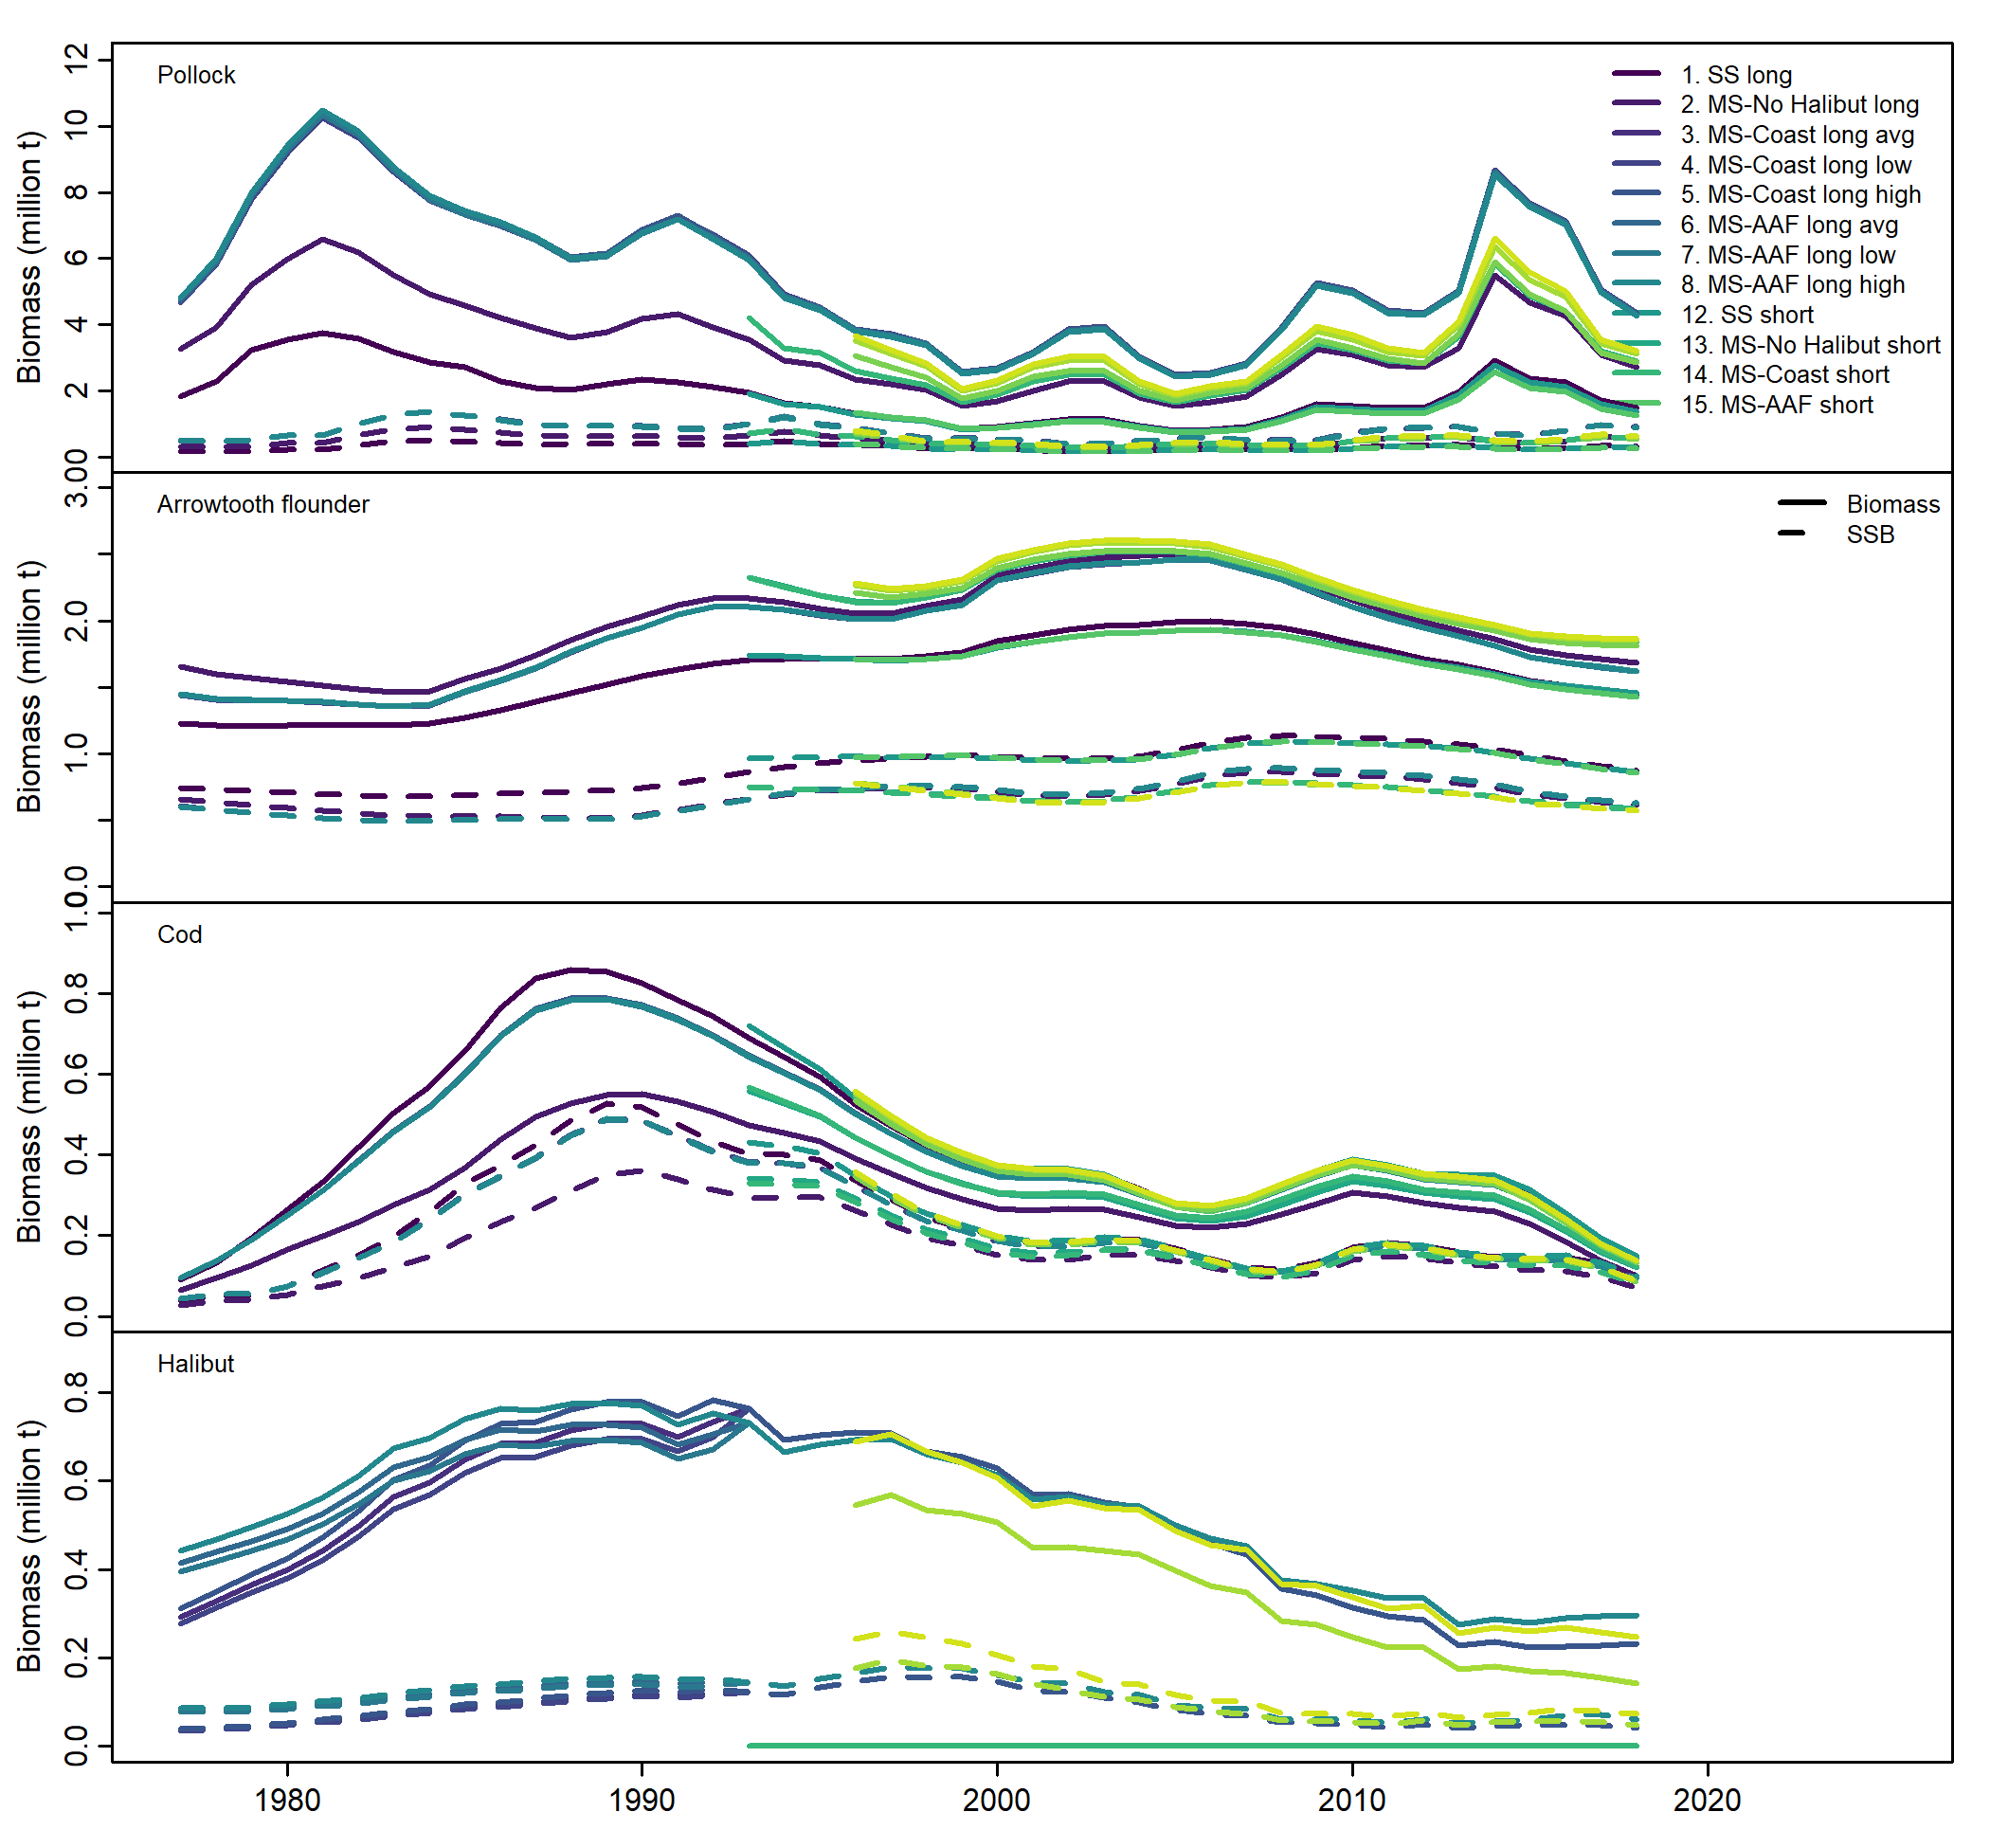 Pollock
1. SS long
2. MS-No Halibut long
3. MS-Coast long avg
4. MS-Coast long low
5. MS-Coast long high
6. MS-AAF long avg
7. MS-AAF long low
8. MS-AAF long high
12. SS short
13. MS-No Halibut short
14. MS-Coast short
15. MS-AAF short
Biomass (million t)
12
10
8
6
4
2
0
Arrowtooth flounder
Biomass
SSB
Biomass (million t)
3.0
2.0
1.0
0.0
Cod
Biomass (million t)
1.0
0.8
0.6
0.4
0.2
0.0
Halibut
Biomass (million t)
0.8
0.6
0.4
0.2
0.0
1980
1990
2000
2010
2020